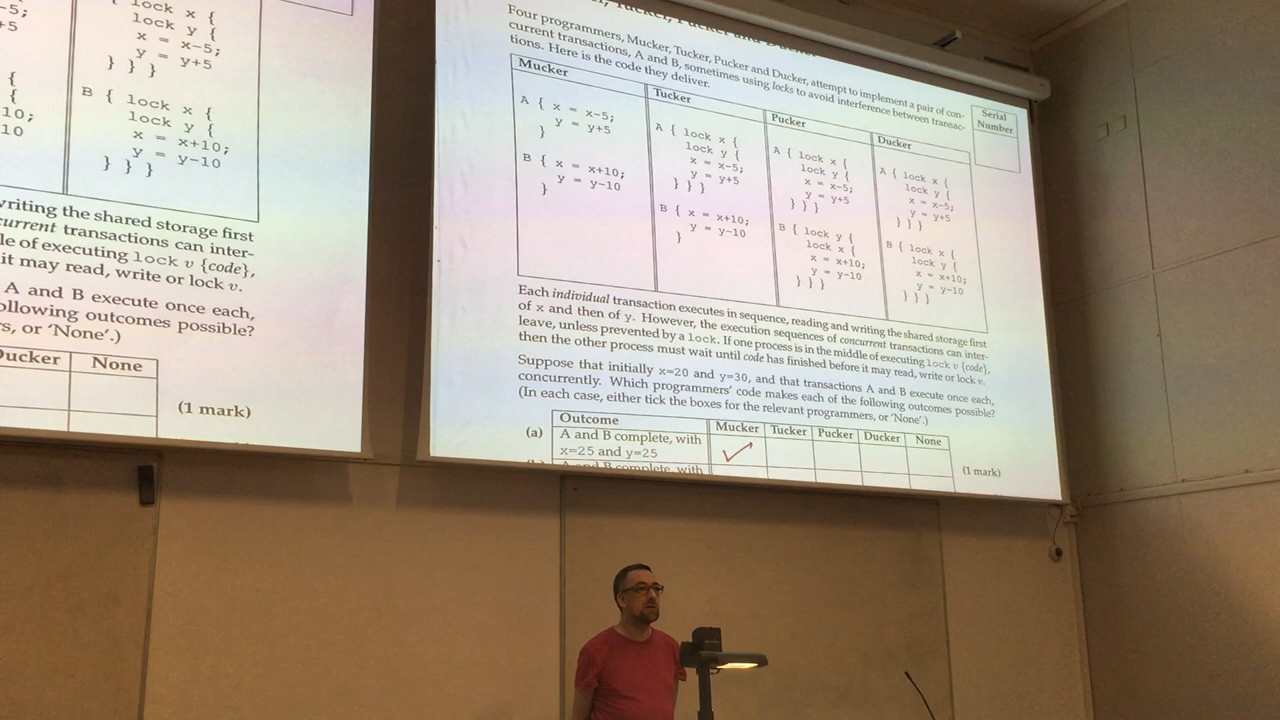 -5;
+5
{
{
10;
10
{ lock x {
lock y {
x = x-5;
y = y+5
} } }
B { lock x {
lock y {
x = x+10;
y = y-10
} } }
writing the shared storage first
current transactions can inter-
le of executing lock v {code},
it may read, write or lock v.
A and B execute once each,
ollowing outcomes possible?
rs, or 'None'.)
Ducker None
(1 mark)
Four programmers, Mucker, Tucker, Pucker and Ducker, attempt to implement a pair of con-
current transactions, A and B, sometimes using locks to avoid interference between transac-
tions. Here is the code they deliver.
Serial
Number
Mucker
A { x = x-5;
y = y+5
}
B { x = x+10;
y = y-10
}
Tucker
A { lock x {
lock y {
x = x-5;
y = y+5
} } }
B { x = x+10;
y = y-10
}
Pucker
A { lock x {
lock y {
x = x-5;
y = y+5
} } }
B { lock y {
lock x {
x = x+10;
y = y-10
} } }
Ducker
A { lock x {
lock y {
x = x-5;
y = y+5
} } }
B { lock x {
lock y {
x = x+10;
y = y-10
} } }
Each individual transaction executes in sequence, reading and writing the shared storage first
of x and then of y. However, the execution sequences of concurrent transactions can inter-
leave, unless prevented by a lock. If one process is in the middle of executing lock v {code},
then the other process must wait until code has finished before it may read, write or lock v.
Suppose that initially x=20 and y=30, and that transactions A and B execute once each,
concurrently. Which programmers' code makes each of the following outcomes possible?
(In each case, either tick the boxes for the relevant programmers, or 'None'.)
Outcome Mucker Tucker Pucker Ducker None
(a) A and B complete, with
x=25 and y=25
(1 mark)
A and B complete, with